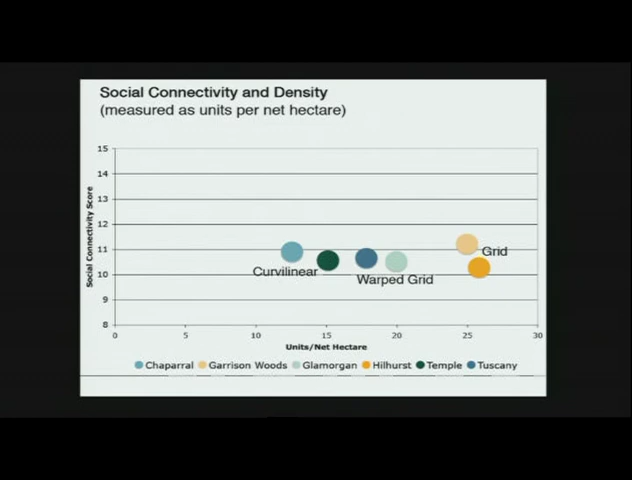 Social Connectivity and Density
(measured as units per net hectare)
15
14
13
12
11
10
9
8
Social Connectivity Score
Curvilinear
Warped Grid
Grid
0 5 10 15 20 25 30
Units/Net Hectare
Chaparral Garrison Woods Glamorgan Hilhurst Temple Tuscany